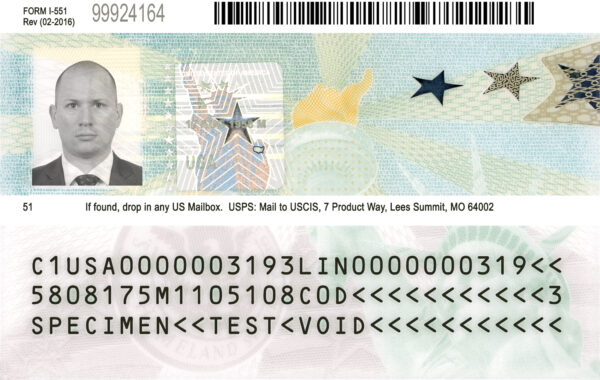 FORM I-551
Rev (02-2016)
99924164
USA
51 If found, drop in any US Mailbox. USPS: Mail to USCIS, 7 Product Way, Lees Summit, MO 64002
C1USA0000003193LIN0000000319<<
5808175M1105108COD<<<<<<<<<<<3
SPECIMEN<<TEST<VOID<<<<<<<<<<<